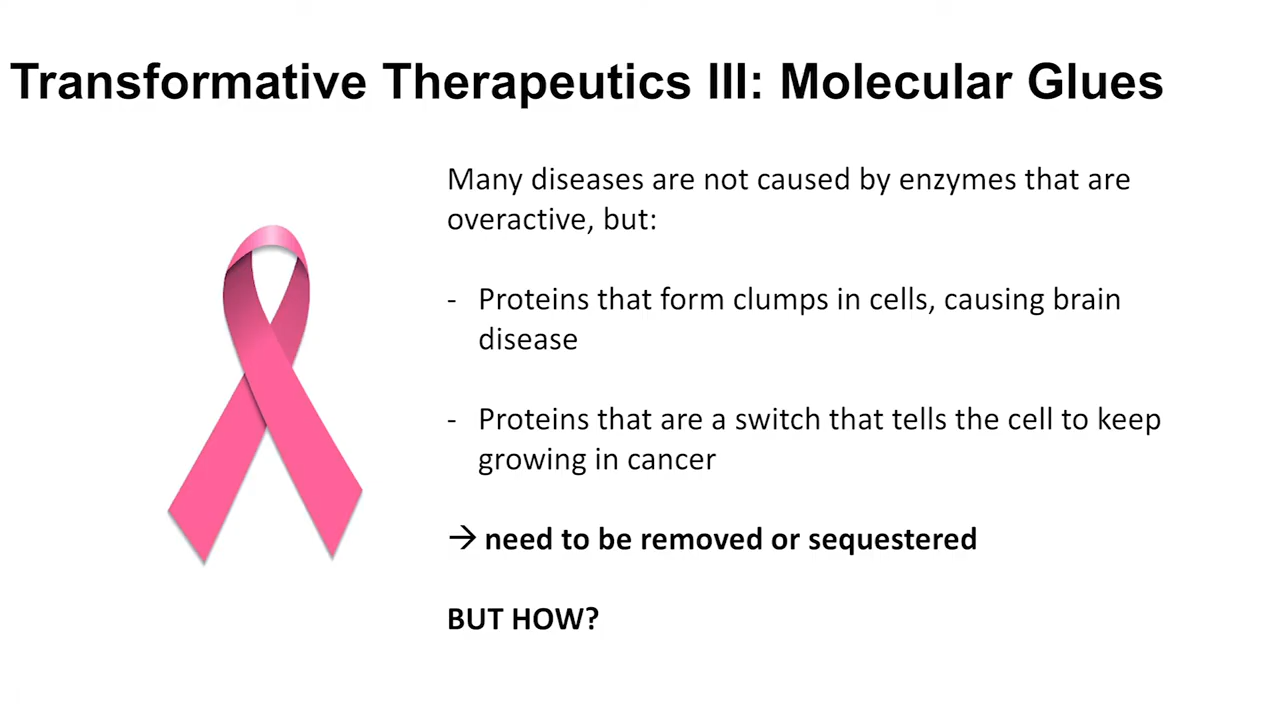 Transformative Therapeutics III: Molecular Glues
Many diseases are not caused by enzymes that are
overactive, but:
- Proteins that form clumps in cells, causing brain
disease
- Proteins that are a switch that tells the cell to keep
growing in cancer
→ need to be removed or sequestered
BUT HOW?